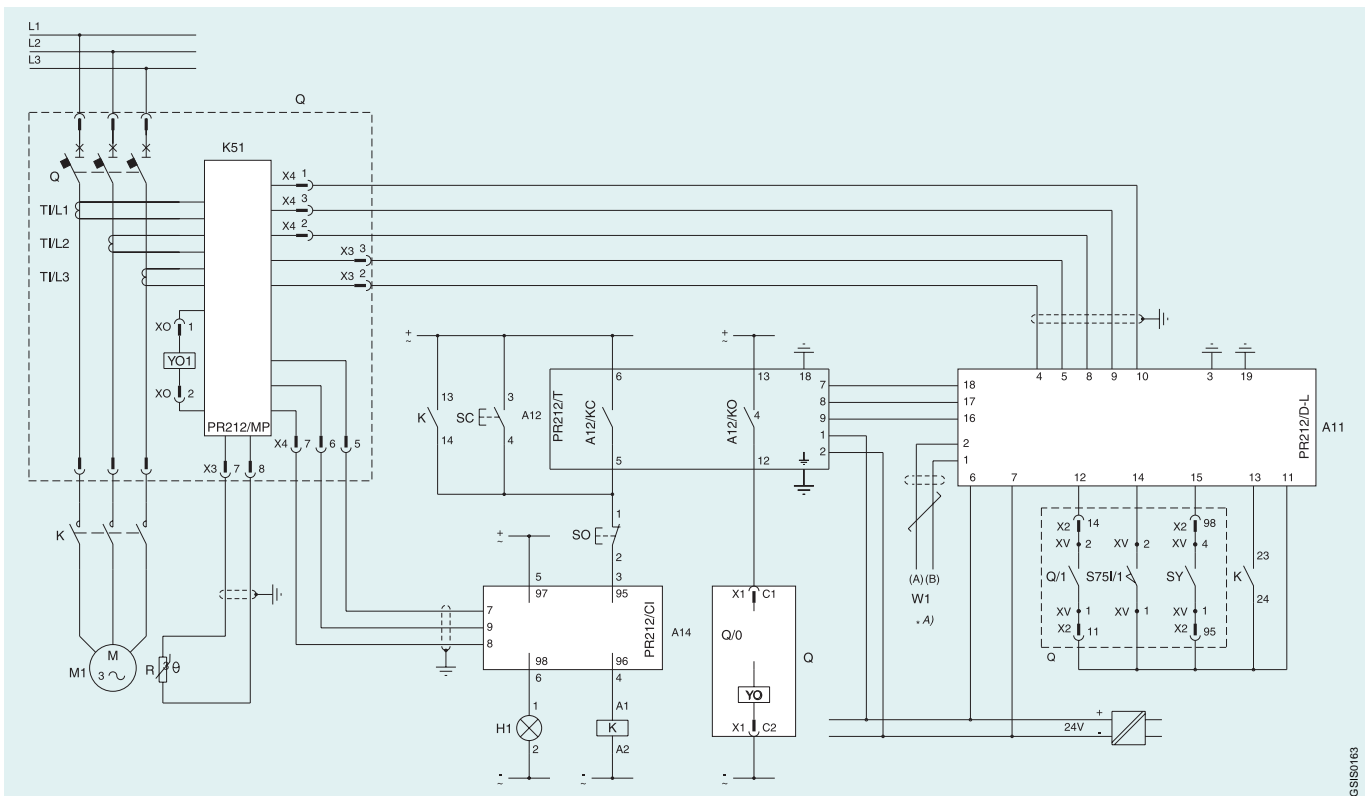 L1
L2
L3
Q
K51
Q
X4 1
X4 3
X4 2
X3 3
X3 2
TI/L1
TI/L2
TI/L3
XO 1
YO1
XO 2
PR212/MP
X4 7 6 5
X3 7 8
K
M1
M
3
R
θ
+
~
+
~
13
K
14
3
SC
4
A12
PR212/T
6
A12/KC
5
13
4
A12/KO
12
-
18
7
8
9
1
2
18
17
16
2
1
4 5 8 9 10
-
3
-
19
PR212/D-L
A11
6 7 12 14 15 13 11
1
SO
2
+
~
5
97
3
95
7
9
8
PR212/CI
A14
98
6
96
4
1
H1
2
A1
K
A2
-
~
-
~
X1 C1
Q/0
Q
YO
X1 C2
-
~
(A) (B)
W1
* A)
X2 14
XV 2
Q/1
XV 1
X2 11
XV 2
S75I/1
XV 1
X2 98
XV 4
SY
XV 1
X2 95
23
K
24
Q
24V
+
-
GSIS0163